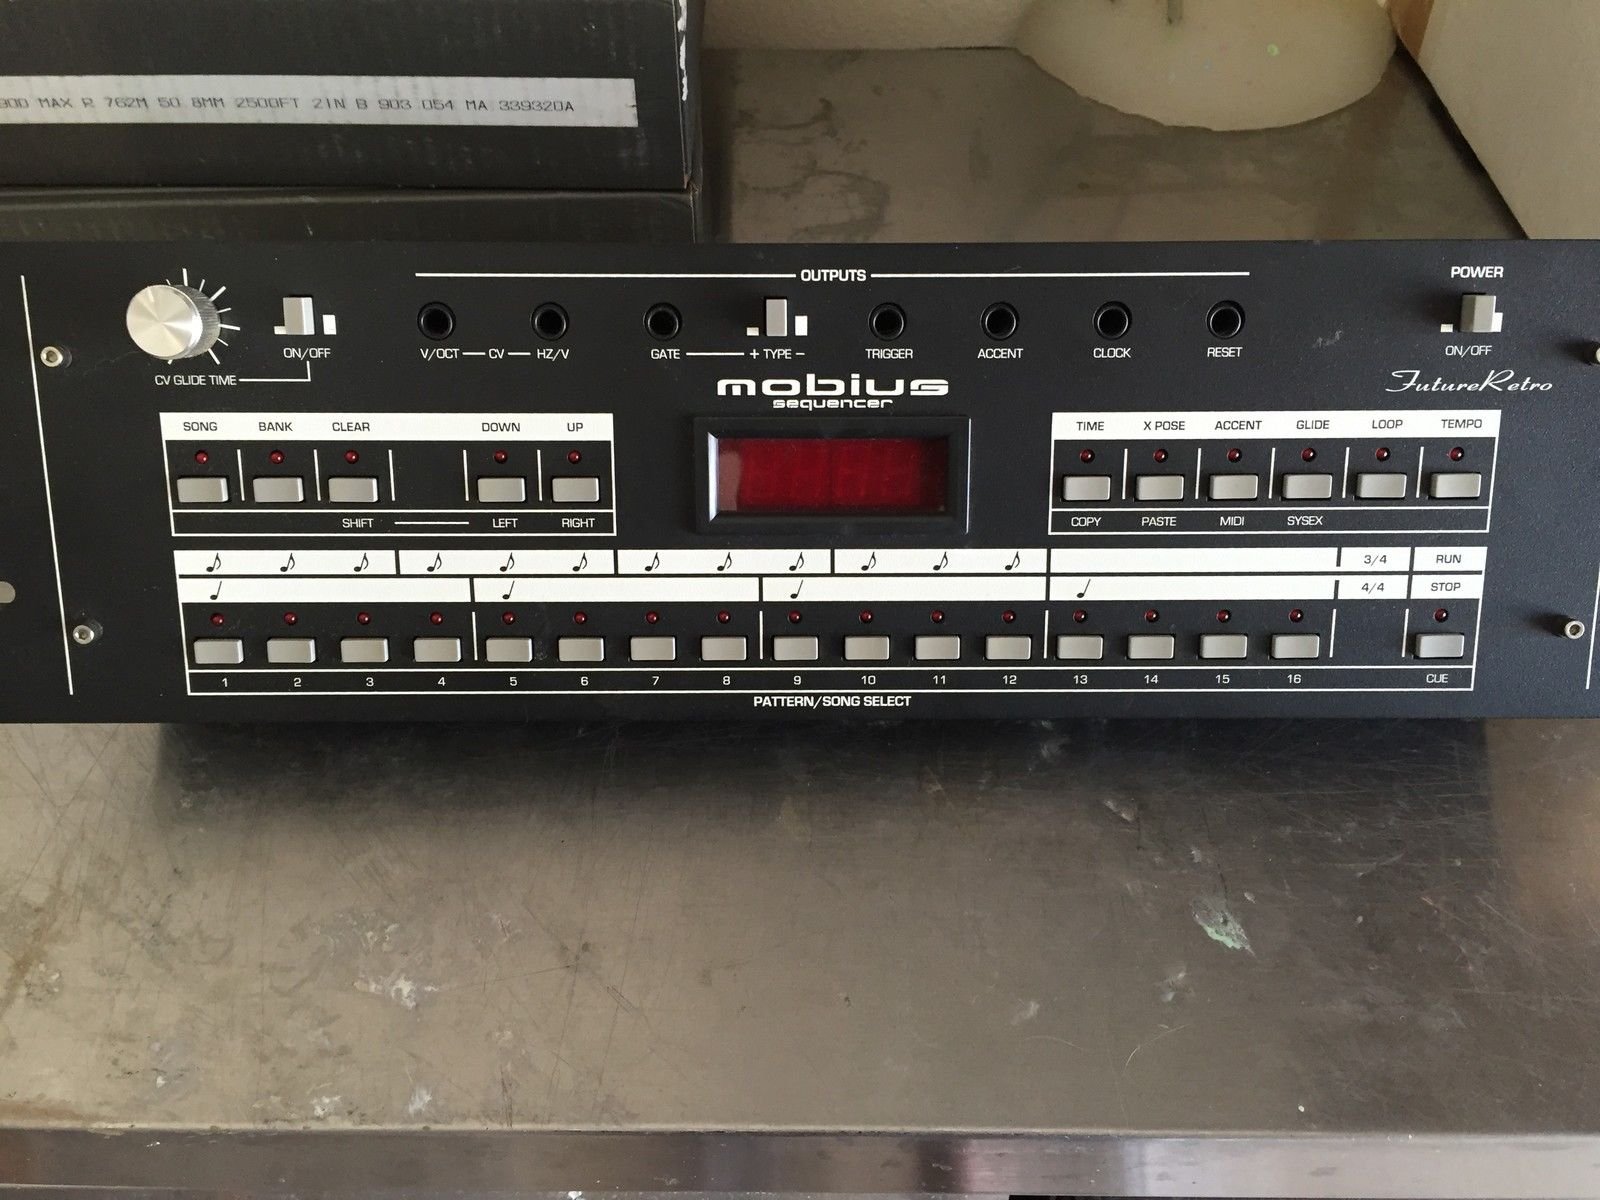 MAX R 762M 50.8MM 2500FT 2IN B 903 054 MA 339320A
OUTPUTS
POWER
ON/OFF
V/OCT CV HZ/V
GATE + TYPE -
TRIGGER
ACCENT
CLOCK
RESET
ON/OFF
CV GLIDE TIME
mobius
sequencer
FutureRetro
SONG BANK CLEAR DOWN UP
TIME X POSE ACCENT GLIDE LOOP TEMPO
SHIFT LEFT RIGHT
COPY PASTE MIDI SYSEX
3/4 RUN
4/4 STOP
1 2 3 4 5 6 7 8 9 10 11 12 13 14 15 16 CUE
PATTERN/SONG SELECT